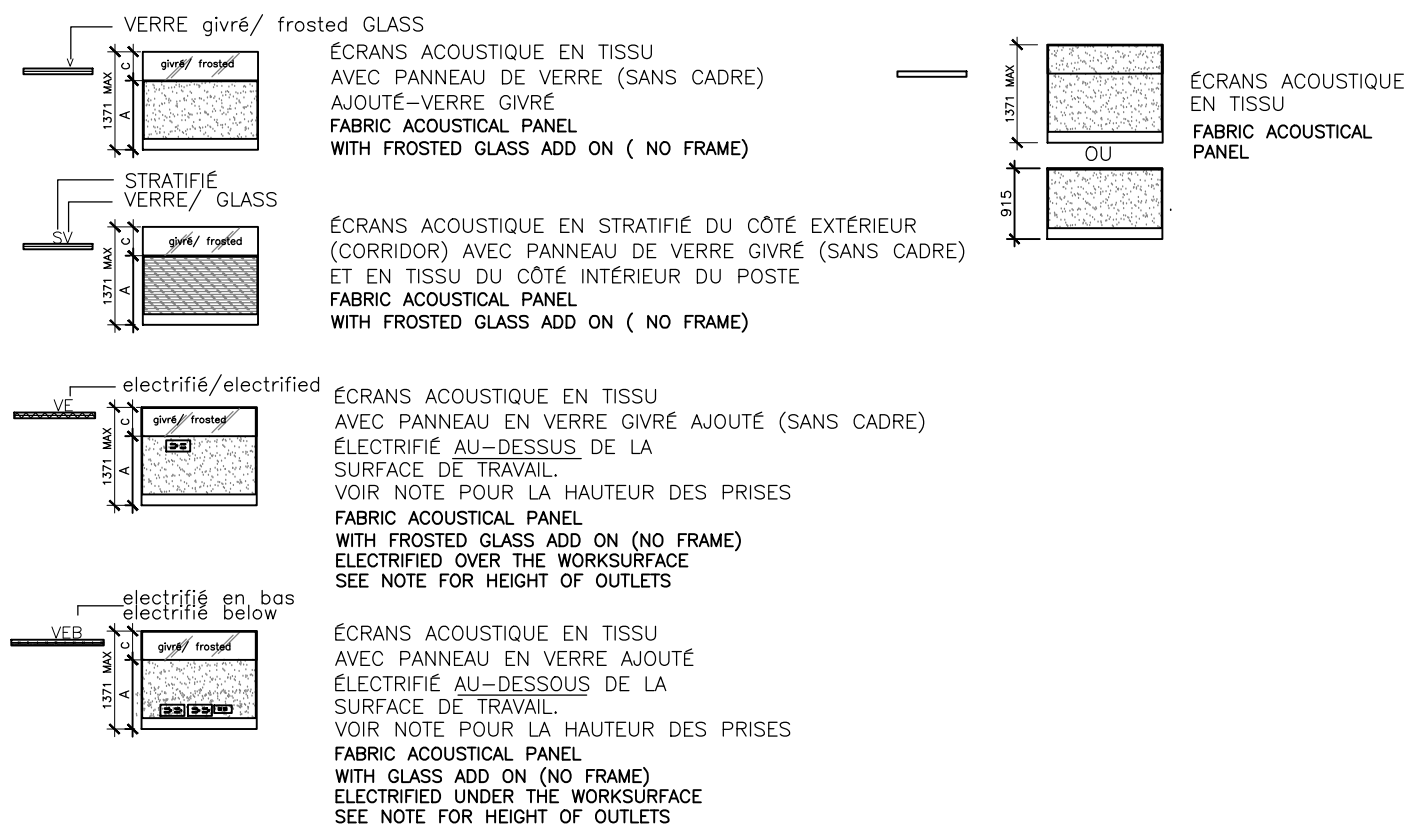 VERRE givré/ frosted GLASS
givré/ frosted
1371 MAX
C
A
ÉCRANS ACOUSTIQUE EN TISSU
AVEC PANNEAU DE VERRE (SANS CADRE)
AJOUTÉ-VERRE GIVRÉ
FABRIC ACOUSTICAL PANEL
WITH FROSTED GLASS ADD ON ( NO FRAME)
STRATIFIÉ
VERRE/ GLASS
SV
givré/ frosted
1371 MAX
C
A
ÉCRANS ACOUSTIQUE EN STRATIFIÉ DU CÔTÉ EXTÉRIEUR
(CORRIDOR) AVEC PANNEAU DE VERRE GIVRÉ (SANS CADRE)
ET EN TISSU DU CÔTÉ INTÉRIEUR DU POSTE
FABRIC ACOUSTICAL PANEL
WITH FROSTED GLASS ADD ON ( NO FRAME)
electrifié/electrified
VE
givré/ frosted
1371 MAX
C
A
ÉCRANS ACOUSTIQUE EN TISSU
AVEC PANNEAU EN VERRE GIVRÉ AJOUTÉ (SANS CADRE)
ÉLECTRIFIÉ AU-DESSUS DE LA
SURFACE DE TRAVAIL.
VOIR NOTE POUR LA HAUTEUR DES PRISES
FABRIC ACOUSTICAL PANEL
WITH FROSTED GLASS ADD ON (NO FRAME)
ELECTRIFIED OVER THE WORKSURFACE
SEE NOTE FOR HEIGHT OF OUTLETS
electrifié en bas
electrifié below
VEB
givré/ frosted
1371 MAX
C
A
ÉCRANS ACOUSTIQUE EN TISSU
AVEC PANNEAU EN VERRE AJOUTÉ
ÉLECTRIFIÉ AU-DESSOUS DE LA
SURFACE DE TRAVAIL.
VOIR NOTE POUR LA HAUTEUR DES PRISES
FABRIC ACOUSTICAL PANEL
WITH GLASS ADD ON (NO FRAME)
ELECTRIFIED UNDER THE WORKSURFACE
SEE NOTE FOR HEIGHT OF OUTLETS
1371 MAX
OU
915
ÉCRANS ACOUSTIQUE
EN TISSU
FABRIC ACOUSTICAL
PANEL